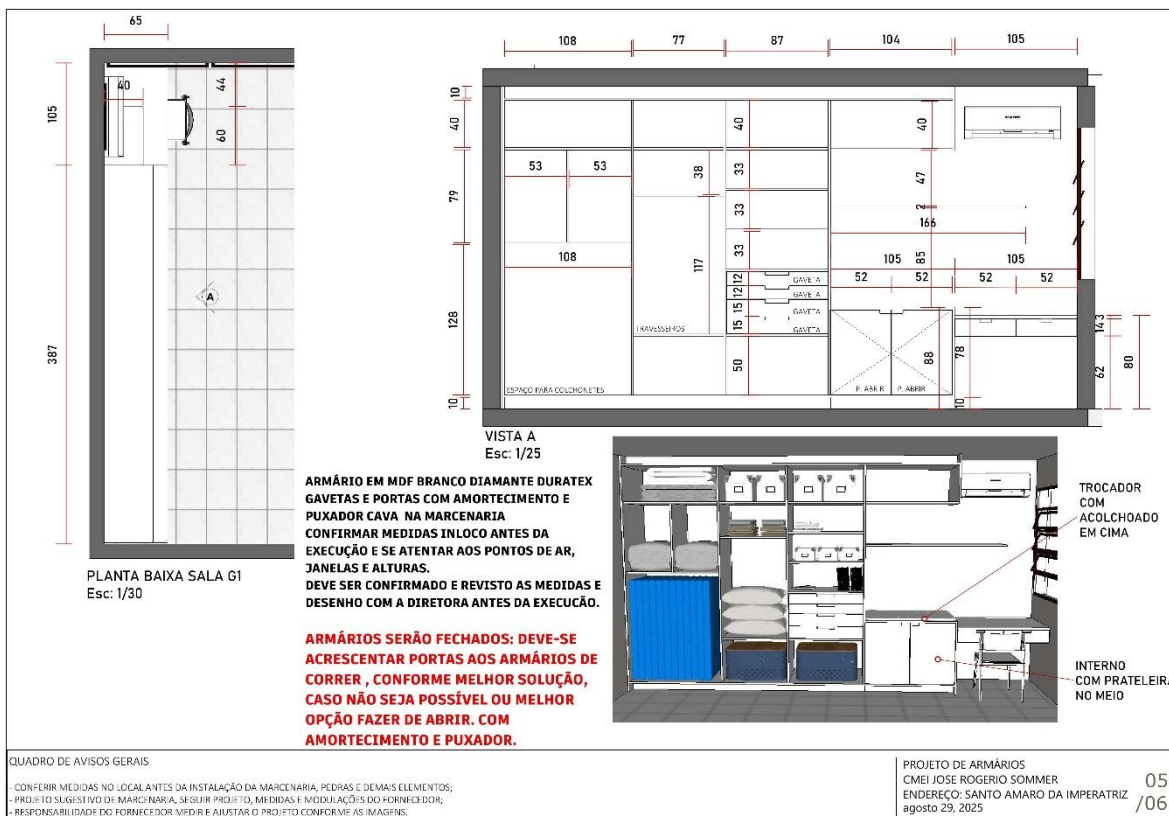 65
40
44
60
105
387
A
PLANTA BAIXA SALA G1
Esc: 1/30
108
77
87
104
105
10
40
79
128
10
53
53
108
38
117
40
33
33
33
12
12
15
15
50
40
47
2
166
85
105
105
52
52
52
52
88
78
10
14
3
62
80
GAVETA
GAVETA
GAVETA
GAVETA
TRAVESSEIROS
ESPAÇO PARA COLCHONETES
P. ABRIR
P. ABRIR
VISTA A
Esc: 1/25
ARMÁRIO EM MDF BRANCO DIAMANTE DURATEX
GAVETAS E PORTAS COM AMORTECIMENTO E
PUXADOR CAVA NA MARCENARIA
CONFIRMAR MEDIDAS INLOCO ANTES DA
EXECUÇÃO E SE ATENTAR AOS PONTOS DE AR,
JANELAS E ALTURAS.
DEVE SER CONFIRMADO E REVISTO AS MEDIDAS E
DESENHO COM A DIRETORA ANTES DA EXECUCÃO.
ARMÁRIOS SERÃO FECHADOS: DEVE-SE
ACRESCENTAR PORTAS AOS ARMÁRIOS DE
CORRER , CONFORME MELHOR SOLUÇÃO,
CASO NÃO SEJA POSSÍVEL OU MELHOR
OPÇÃO FAZER DE ABRIR. COM
AMORTECIMENTO E PUXADOR.
TROCADOR
COM
ACOLCHOADO
EM CIMA
INTERNO
COM PRATELEIRA
NO MEIO
QUADRO DE AVISOS GERAIS
- CONFERIR MEDIDAS NO LOCAL ANTES DA INSTALAÇÃO DA MARCENARIA, PEDRAS E DEMAIS ELEMENTOS;
- PROJETO SUGESTIVO DE MARCENARIA, SEGUIR PROJETO, MEDIDAS E MODULAÇÕES DO FORNECEDOR;
- RESPONSABILIDADE DO FORNECEDOR MEDIR E AJUSTAR O PROJETO CONFORME AS IMAGENS.
PROJETO DE ARMÁRIOS
CMEI JOSE ROGERIO SOMMER
ENDEREÇO: SANTO AMARO DA IMPERATRIZ
agosto 29, 2025
05
/06